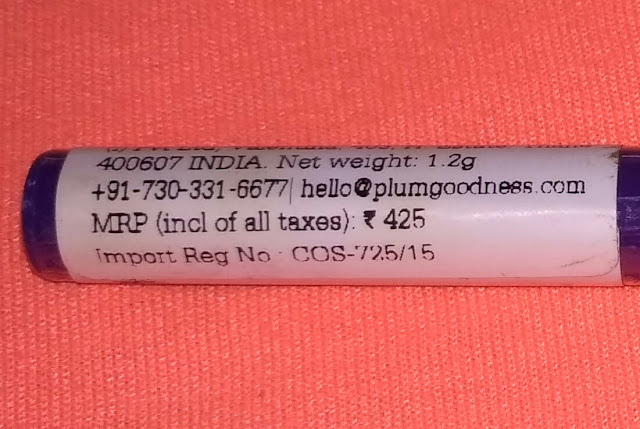 400607 INDIA. Net weight: 1.2g
+91-730-331-6677| hello@plumgoodness.com
MRP (incl of all taxes): ₹ 425
Import Reg No : COS-725/15